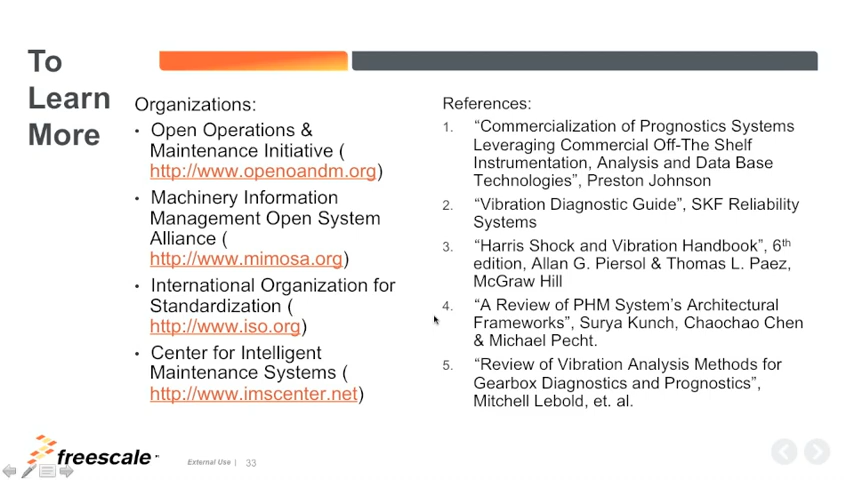 To
Learn
More
Organizations:
• Open Operations &
Maintenance Initiative (
http://www.openoandm.org)
• Machinery Information
Management Open System
Alliance (
http://www.mimosa.org)
• International Organization for
Standardization (
http://www.iso.org)
• Center for Intelligent
Maintenance Systems (
http://www.imscenter.net)
References:
1. “Commercialization of Prognostics Systems
Leveraging Commercial Off-The Shelf
Instrumentation, Analysis and Data Base
Technologies”, Preston Johnson
2. “Vibration Diagnostic Guide”, SKF Reliability
Systems
3. “Harris Shock and Vibration Handbook”, 6th
edition, Allan G. Piersol & Thomas L. Paez,
McGraw Hill
4. “A Review of PHM System’s Architectural
Frameworks”, Surya Kunch, Chaochao Chen
& Michael Pecht.
5. “Review of Vibration Analysis Methods for
Gearbox Diagnostics and Prognostics”,
Mitchell Lebold, et. al.
freescale™
External Use | 33